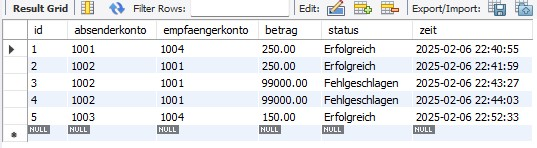 Result Grid Filter Rows: Edit: Export/Import:
id absenderkonto empfaengerkonto betrag status zeit
1 1001 1004 250.00 Erfolgreich 2025-02-06 22:40:55
2 1002 1001 250.00 Erfolgreich 2025-02-06 22:41:59
3 1002 1001 99000.00 Fehlgeschlagen 2025-02-06 22:43:27
4 1002 1001 99000.00 Fehlgeschlagen 2025-02-06 22:44:03
5 1003 1004 150.00 Erfolgreich 2025-02-06 22:52:33
NULL NULL NULL NULL NULL NULL